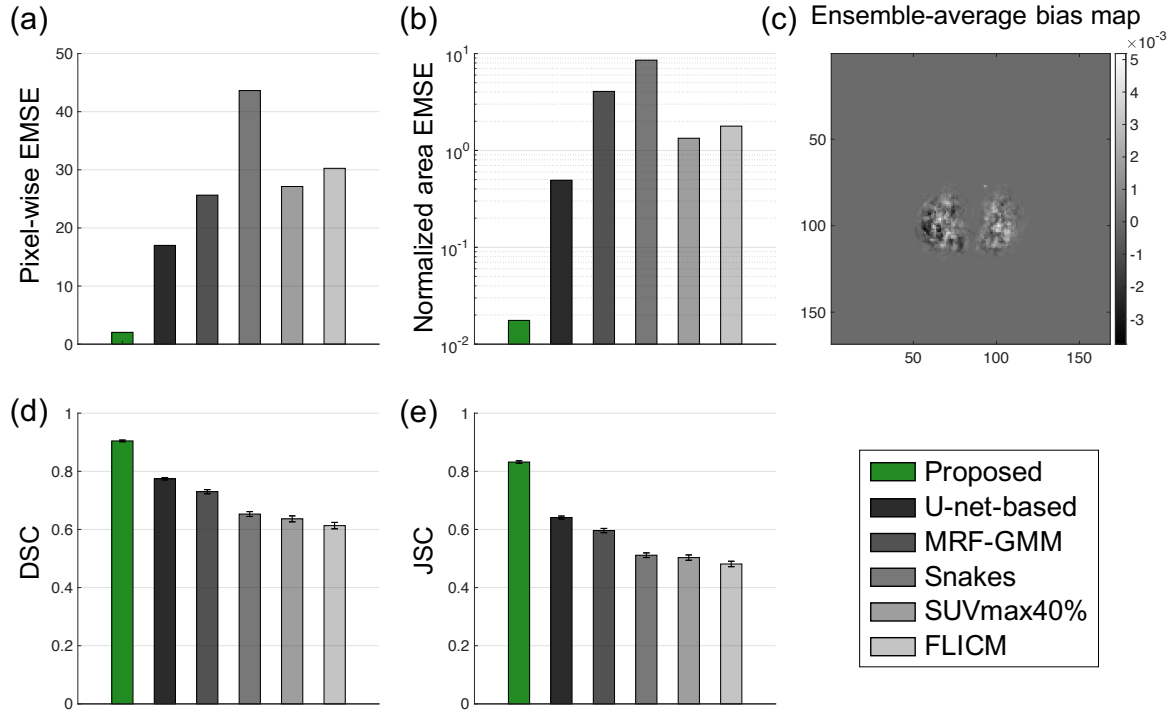 (a)
Pixel-wise EMSE
50
40
30
20
10
0
(b)
Normalized area EMSE
10^1
10^0
10^-1
10^-2
(c) Ensemble-average bias map
×10^-3
5
4
3
2
1
0
-1
-2
-3
50
100
150
50 100 150
(d)
DSC
1
0.8
0.6
0.4
0.2
0
(e)
JSC
1
0.8
0.6
0.4
0.2
0
Proposed
U-net-based
MRF-GMM
Snakes
SUVmax40%
FLICM